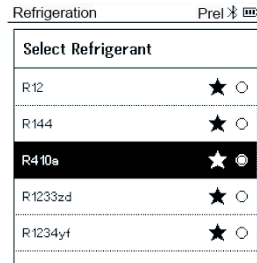 Refrigeration Prel
Select Refrigerant
R12
R144
R410a
R1233zd
R1234yf